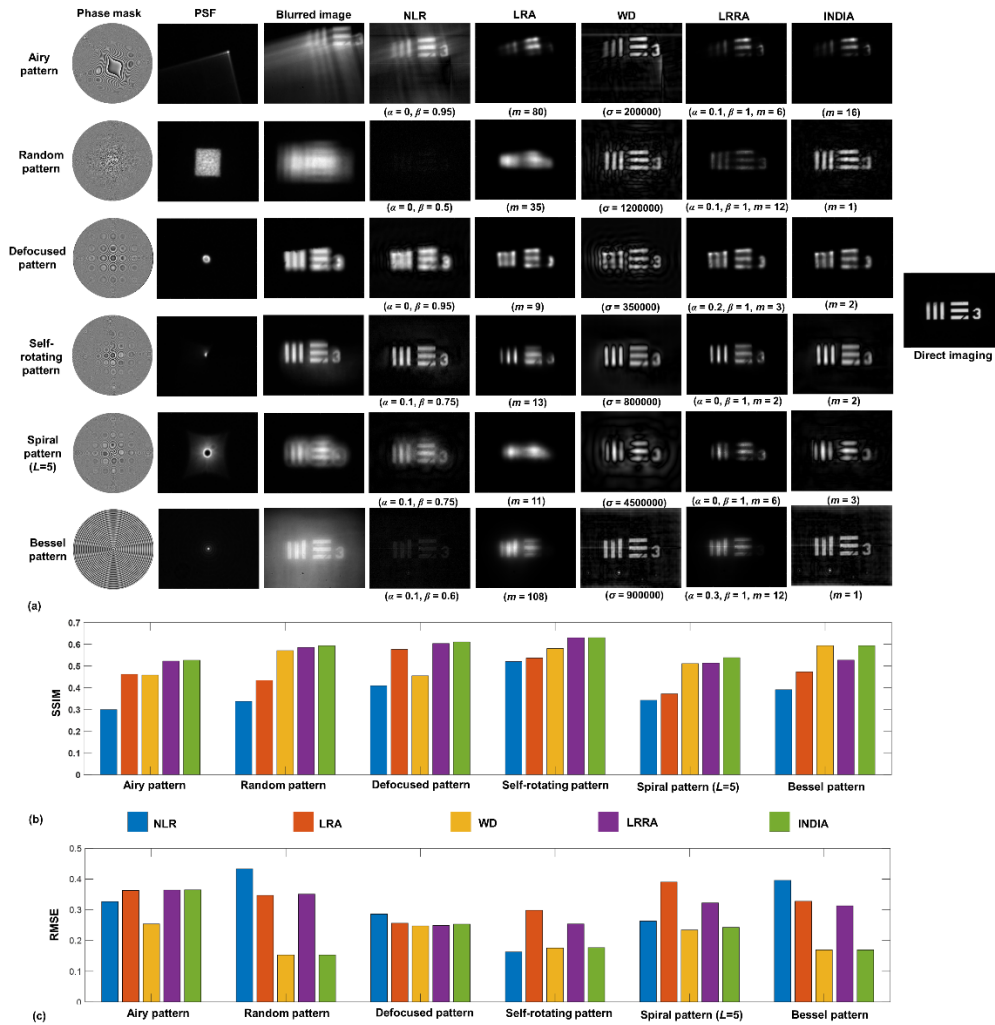 (a)
Phase mask PSF Blurred image NLR LRA WD LRRA INDIA
Airy pattern
(α = 0, β = 0.95) (m = 80) (σ = 200000) (α = 0.1, β = 1, m = 6) (m = 16)
Random pattern
(α = 0, β = 0.5) (m = 35) (σ = 1200000) (α = 0.1, β = 1, m = 12) (m = 1)
Defocused pattern
(α = 0, β = 0.95) (m = 9) (σ = 350000) (α = 0.2, β = 1, m = 3) (m = 2)
Direct imaging
Self-rotating pattern
(α = 0.1, β = 0.75) (m = 13) (σ = 800000) (α = 0, β = 1, m = 2) (m = 2)
Spiral pattern (L=5)
(α = 0.1, β = 0.75) (m = 11) (σ = 4500000) (α = 0, β = 1, m = 6) (m = 3)
Bessel pattern
(α = 0.1, β = 0.6) (m = 108) (σ = 900000) (α = 0.3, β = 1, m = 12) (m = 1)
(a)
0.7
0.6
0.5
0.4
0.3
0.2
0.1
0
SSIM
Airy pattern Random pattern Defocused pattern Self-rotating pattern Spiral pattern (L=5) Bessel pattern
(b)
NLR LRA WD LRRA INDIA
0.5
0.4
0.3
0.2
0.1
0
RMSE
Airy pattern Random pattern Defocused pattern Self-rotating pattern Spiral pattern (L=5) Bessel pattern
(c)